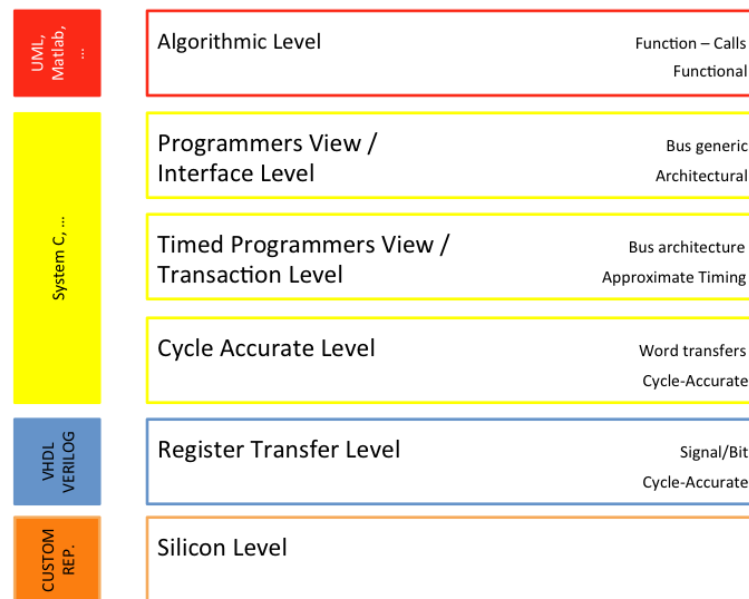 UML,
Matlab,
...
Algorithmic Level
Function – Calls
Functional
System C, ...
Programmers View /
Interface Level
Bus generic
Architectural
Timed Programmers View /
Transaction Level
Bus architecture
Approximate Timing
Cycle Accurate Level
Word transfers
Cycle-Accurate
VHDL
VERILOG
Register Transfer Level
Signal/Bit
Cycle-Accurate
CUSTOM
REP.
Silicon Level